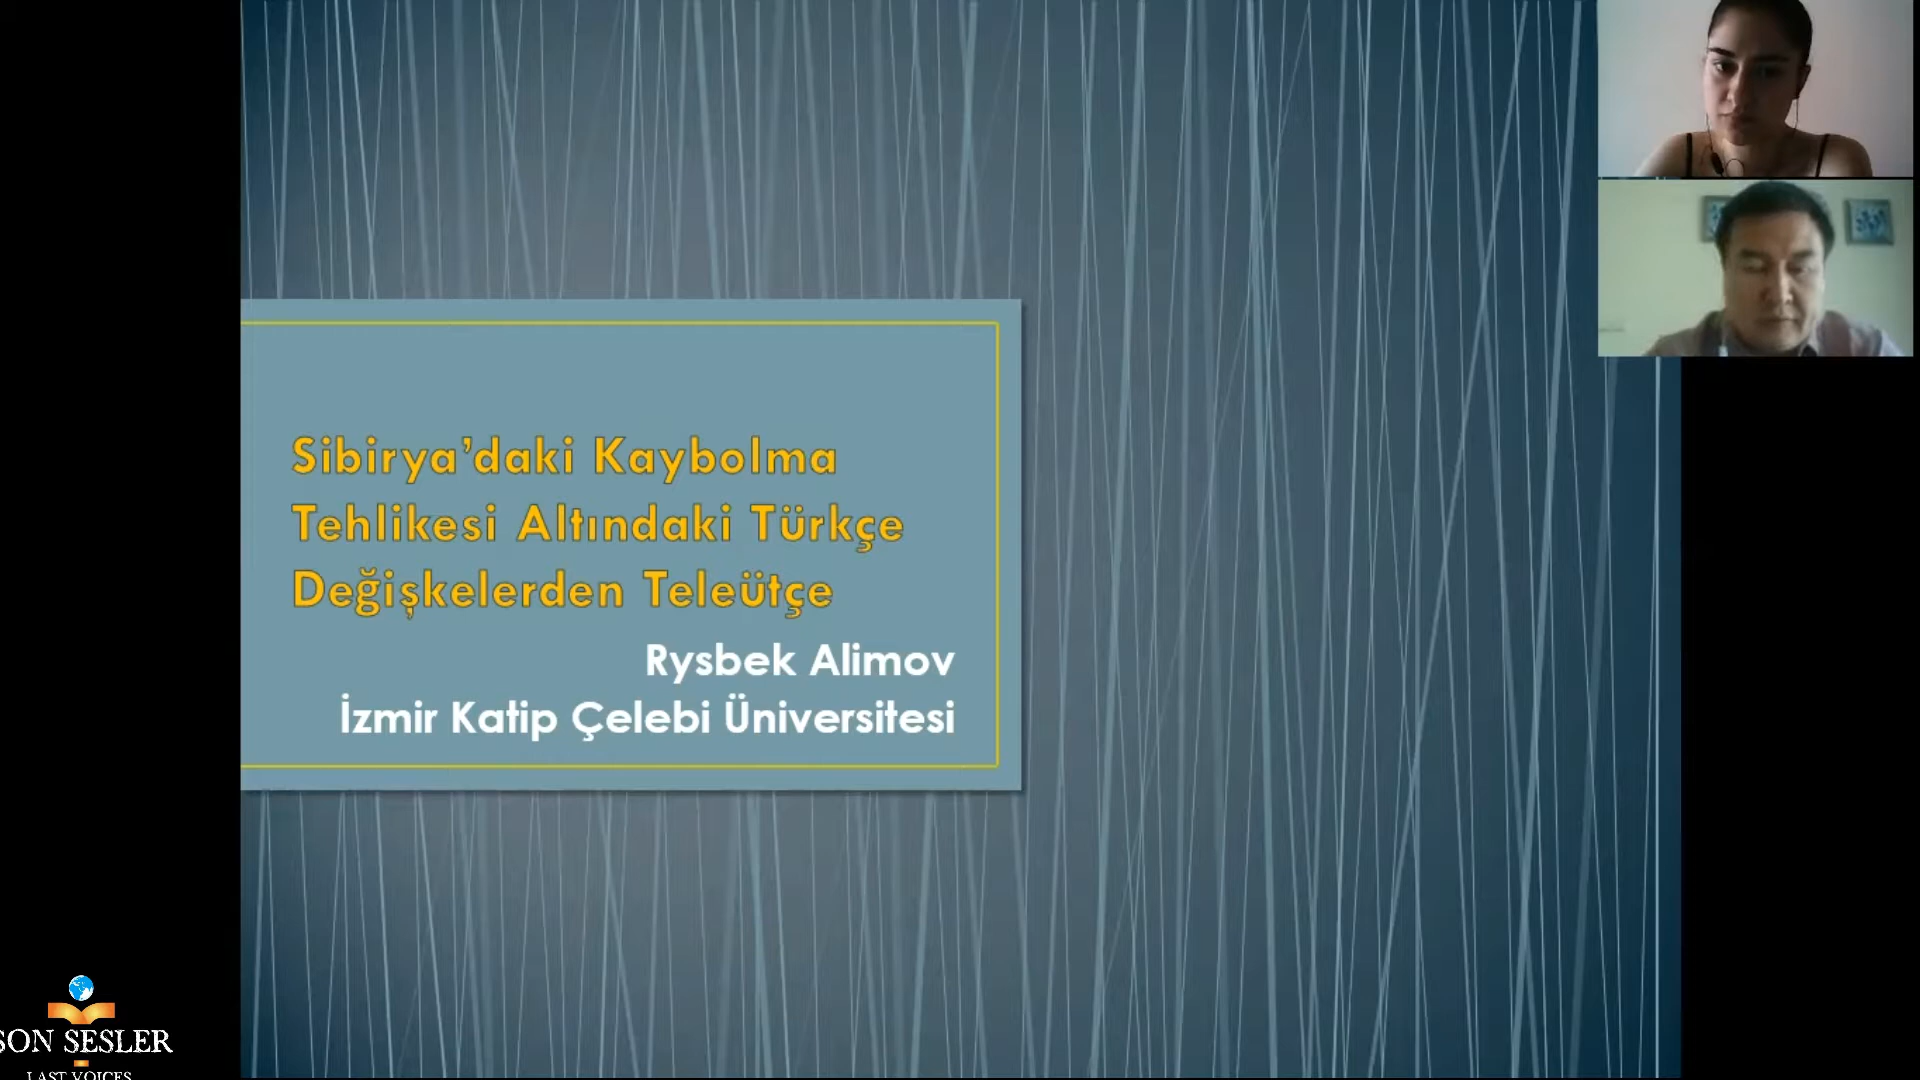 Sibirya’daki Kaybolma
Tehlikesi Altındaki Türkçe
Değişkelerden Teleütçe
Rysbek Alimov
İzmir Katip Çelebi Üniversitesi
SON SESLER
LAST VOICES